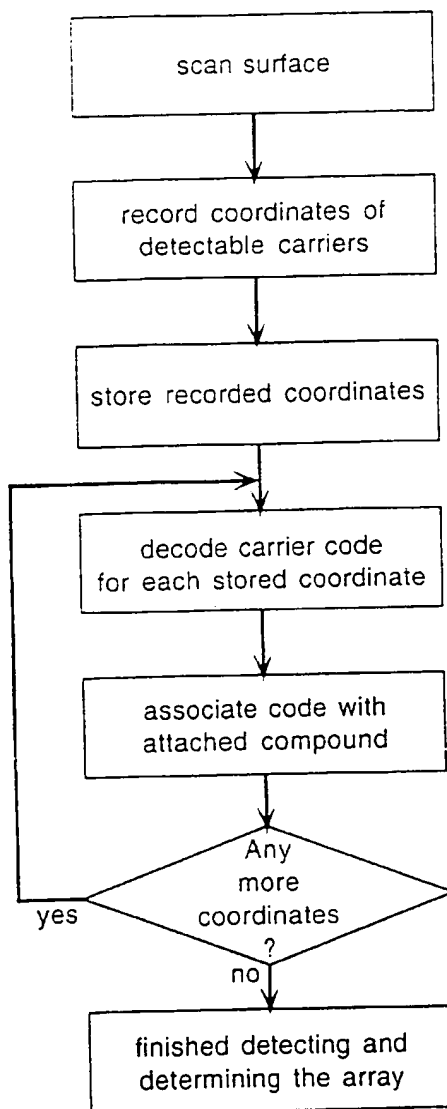 scan surface
record coordinates of
detectable carriers
store recorded coordinates
decode carrier code
for each stored coordinate
associate code with
attached compound
Any
more
coordinates
?
yes
no
finished detecting and
determining the array